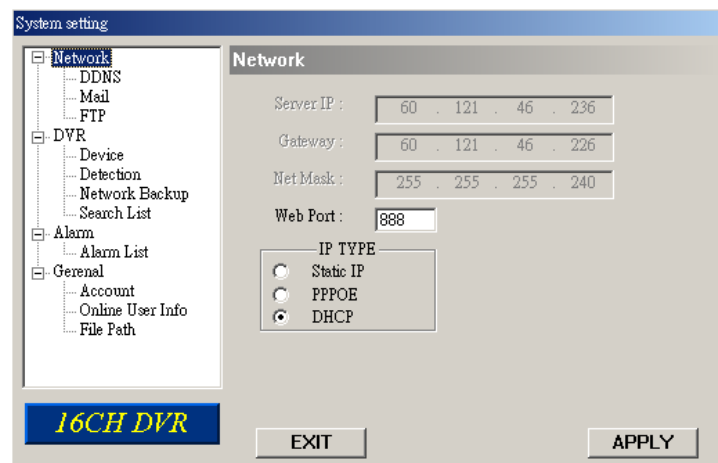 System setting
Network
DDNS
Mail
FTP
DVR
Device
Detection
Network Backup
Search List
Alarm
Alarm List
Gerenal
Account
Online User Info
File Path
16CH DVR
Network
Server IP : 60 . 121 . 46 . 236
Gateway : 60 . 121 . 46 . 226
Net Mask : 255 . 255 . 255 . 240
Web Port : 888
IP TYPE
Static IP
PPPOE
DHCP
EXIT APPLY